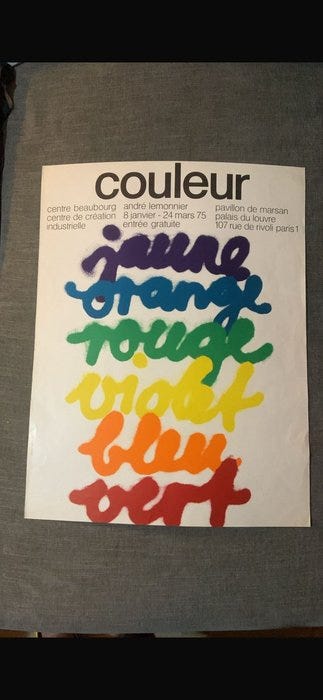 couleur
centre beaubourg andré lemonnier pavillon de marsan
centre de création 8 janvier - 24 mars 75 palais du louvre
industrielle entrée gratuite 107 rue de rivoli paris 1
jaune
orange
rouge
violet
bleu
vert